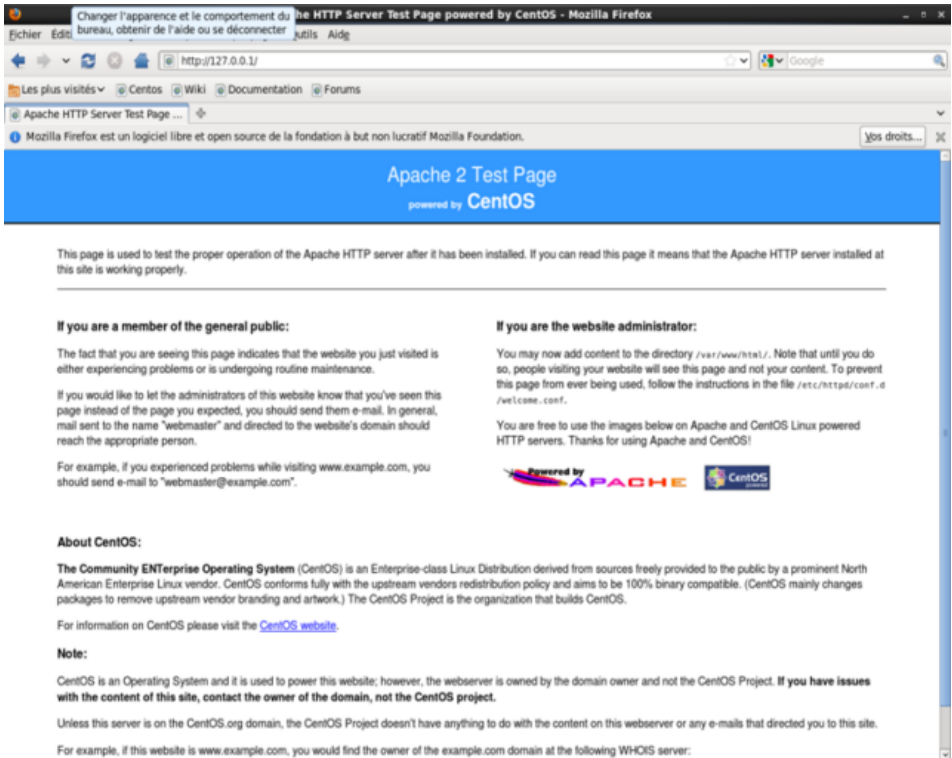 Changer l'apparence et le comportement du
bureau, obtenir de l'aide ou se déconnecter
he HTTP Server Test Page powered by CentOS - Mozilla Firefox
Fichier Éditi utils Aide
http://127.0.0.1/
Google
Les plus visités Centos Wiki Documentation Forums
Apache HTTP Server Test Page ...
Mozilla Firefox est un logiciel libre et open source de la fondation à but non lucratif Mozilla Foundation.
Vos droits...
Apache 2 Test Page
powered by CentOS
This page is used to test the proper operation of the Apache HTTP server after it has been installed. If you can read this page it means that the Apache HTTP server installed at
this site is working properly.
If you are a member of the general public:
The fact that you are seeing this page indicates that the website you just visited is
either experiencing problems or is undergoing routine maintenance.
If you would like to let the administrators of this website know that you've seen this
page instead of the page you expected, you should send them e-mail. In general,
mail sent to the name "webmaster" and directed to the website's domain should
reach the appropriate person.
For example, if you experienced problems while visiting www.example.com, you
should send e-mail to "webmaster@example.com".
If you are the website administrator:
You may now add content to the directory /var/www/html/. Note that until you do
so, people visiting your website will see this page and not your content. To prevent
this page from ever being used, follow the instructions in the file /etc/httpd/conf.d
/welcome.conf.
You are free to use the images below on Apache and CentOS Linux powered
HTTP servers. Thanks for using Apache and CentOS!
Powered by
APACHE
CentOS
powered
About CentOS:
The Community ENTerprise Operating System (CentOS) is an Enterprise-class Linux Distribution derived from sources freely provided to the public by a prominent North
American Enterprise Linux vendor. CentOS conforms fully with the upstream vendors redistribution policy and aims to be 100% binary compatible. (CentOS mainly changes
packages to remove upstream vendor branding and artwork.) The CentOS Project is the organization that builds CentOS.
For information on CentOS please visit the CentOS website.
Note:
CentOS is an Operating System and it is used to power this website; however, the webserver is owned by the domain owner and not the CentOS Project. If you have issues
with the content of this site, contact the owner of the domain, not the CentOS project.
Unless this server is on the CentOS.org domain, the CentOS Project doesn't have anything to do with the content on this webserver or any e-mails that directed you to this site.
For example, if this website is www.example.com, you would find the owner of the example.com domain at the following WHOIS server: